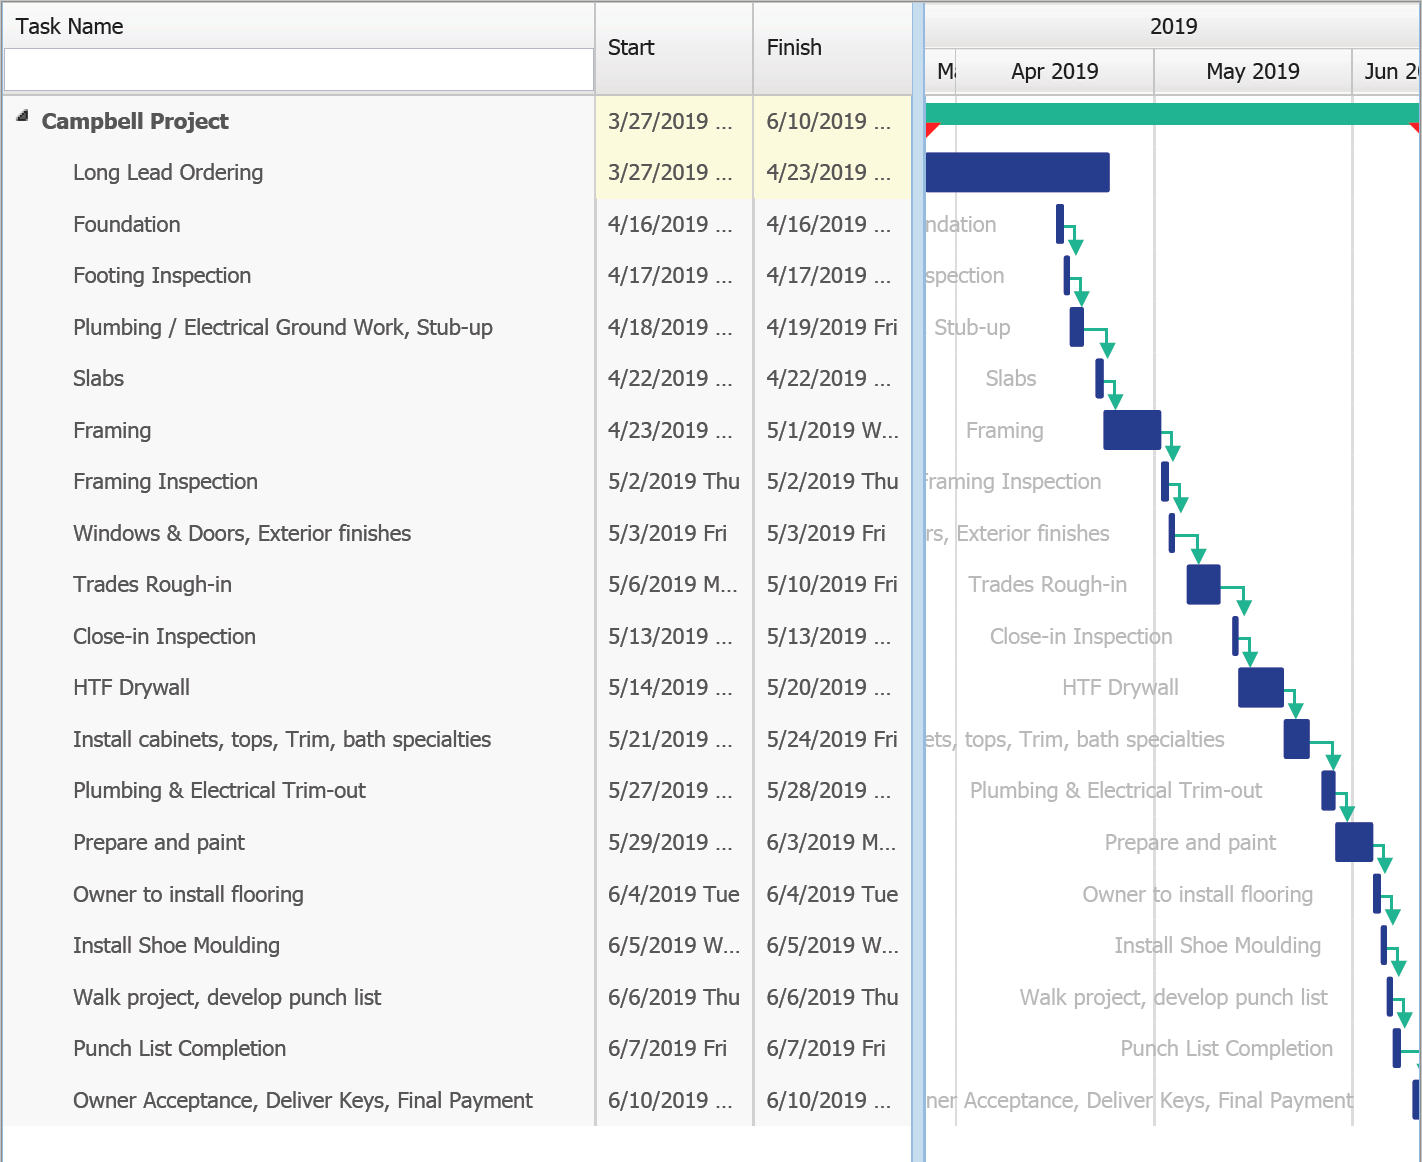 Task Name
Start
Finish
2019
Ma
Apr 2019
May 2019
Jun 20
Campbell Project 3/27/2019 ... 6/10/2019 ...
Long Lead Ordering 3/27/2019 ... 4/23/2019 ...
Foundation 4/16/2019 ... 4/16/2019 ... ndation
Footing Inspection 4/17/2019 ... 4/17/2019 ... spection
Plumbing / Electrical Ground Work, Stub-up 4/18/2019 ... 4/19/2019 Fri Stub-up
Slabs 4/22/2019 ... 4/22/2019 ... Slabs
Framing 4/23/2019 ... 5/1/2019 W... Framing
Framing Inspection 5/2/2019 Thu 5/2/2019 Thu Framing Inspection
Windows & Doors, Exterior finishes 5/3/2019 Fri 5/3/2019 Fri rs, Exterior finishes
Trades Rough-in 5/6/2019 M... 5/10/2019 Fri Trades Rough-in
Close-in Inspection 5/13/2019 ... 5/13/2019 ... Close-in Inspection
HTF Drywall 5/14/2019 ... 5/20/2019 ... HTF Drywall
Install cabinets, tops, Trim, bath specialties 5/21/2019 ... 5/24/2019 Fri ets, tops, Trim, bath specialties
Plumbing & Electrical Trim-out 5/27/2019 ... 5/28/2019 ... Plumbing & Electrical Trim-out
Prepare and paint 5/29/2019 ... 6/3/2019 M... Prepare and paint
Owner to install flooring 6/4/2019 Tue 6/4/2019 Tue Owner to install flooring
Install Shoe Moulding 6/5/2019 W... 6/5/2019 W... Install Shoe Moulding
Walk project, develop punch list 6/6/2019 Thu 6/6/2019 Thu Walk project, develop punch list
Punch List Completion 6/7/2019 Fri 6/7/2019 Fri Punch List Completion
Owner Acceptance, Deliver Keys, Final Payment 6/10/2019 ... 6/10/2019 ... ner Acceptance, Deliver Keys, Final Payment